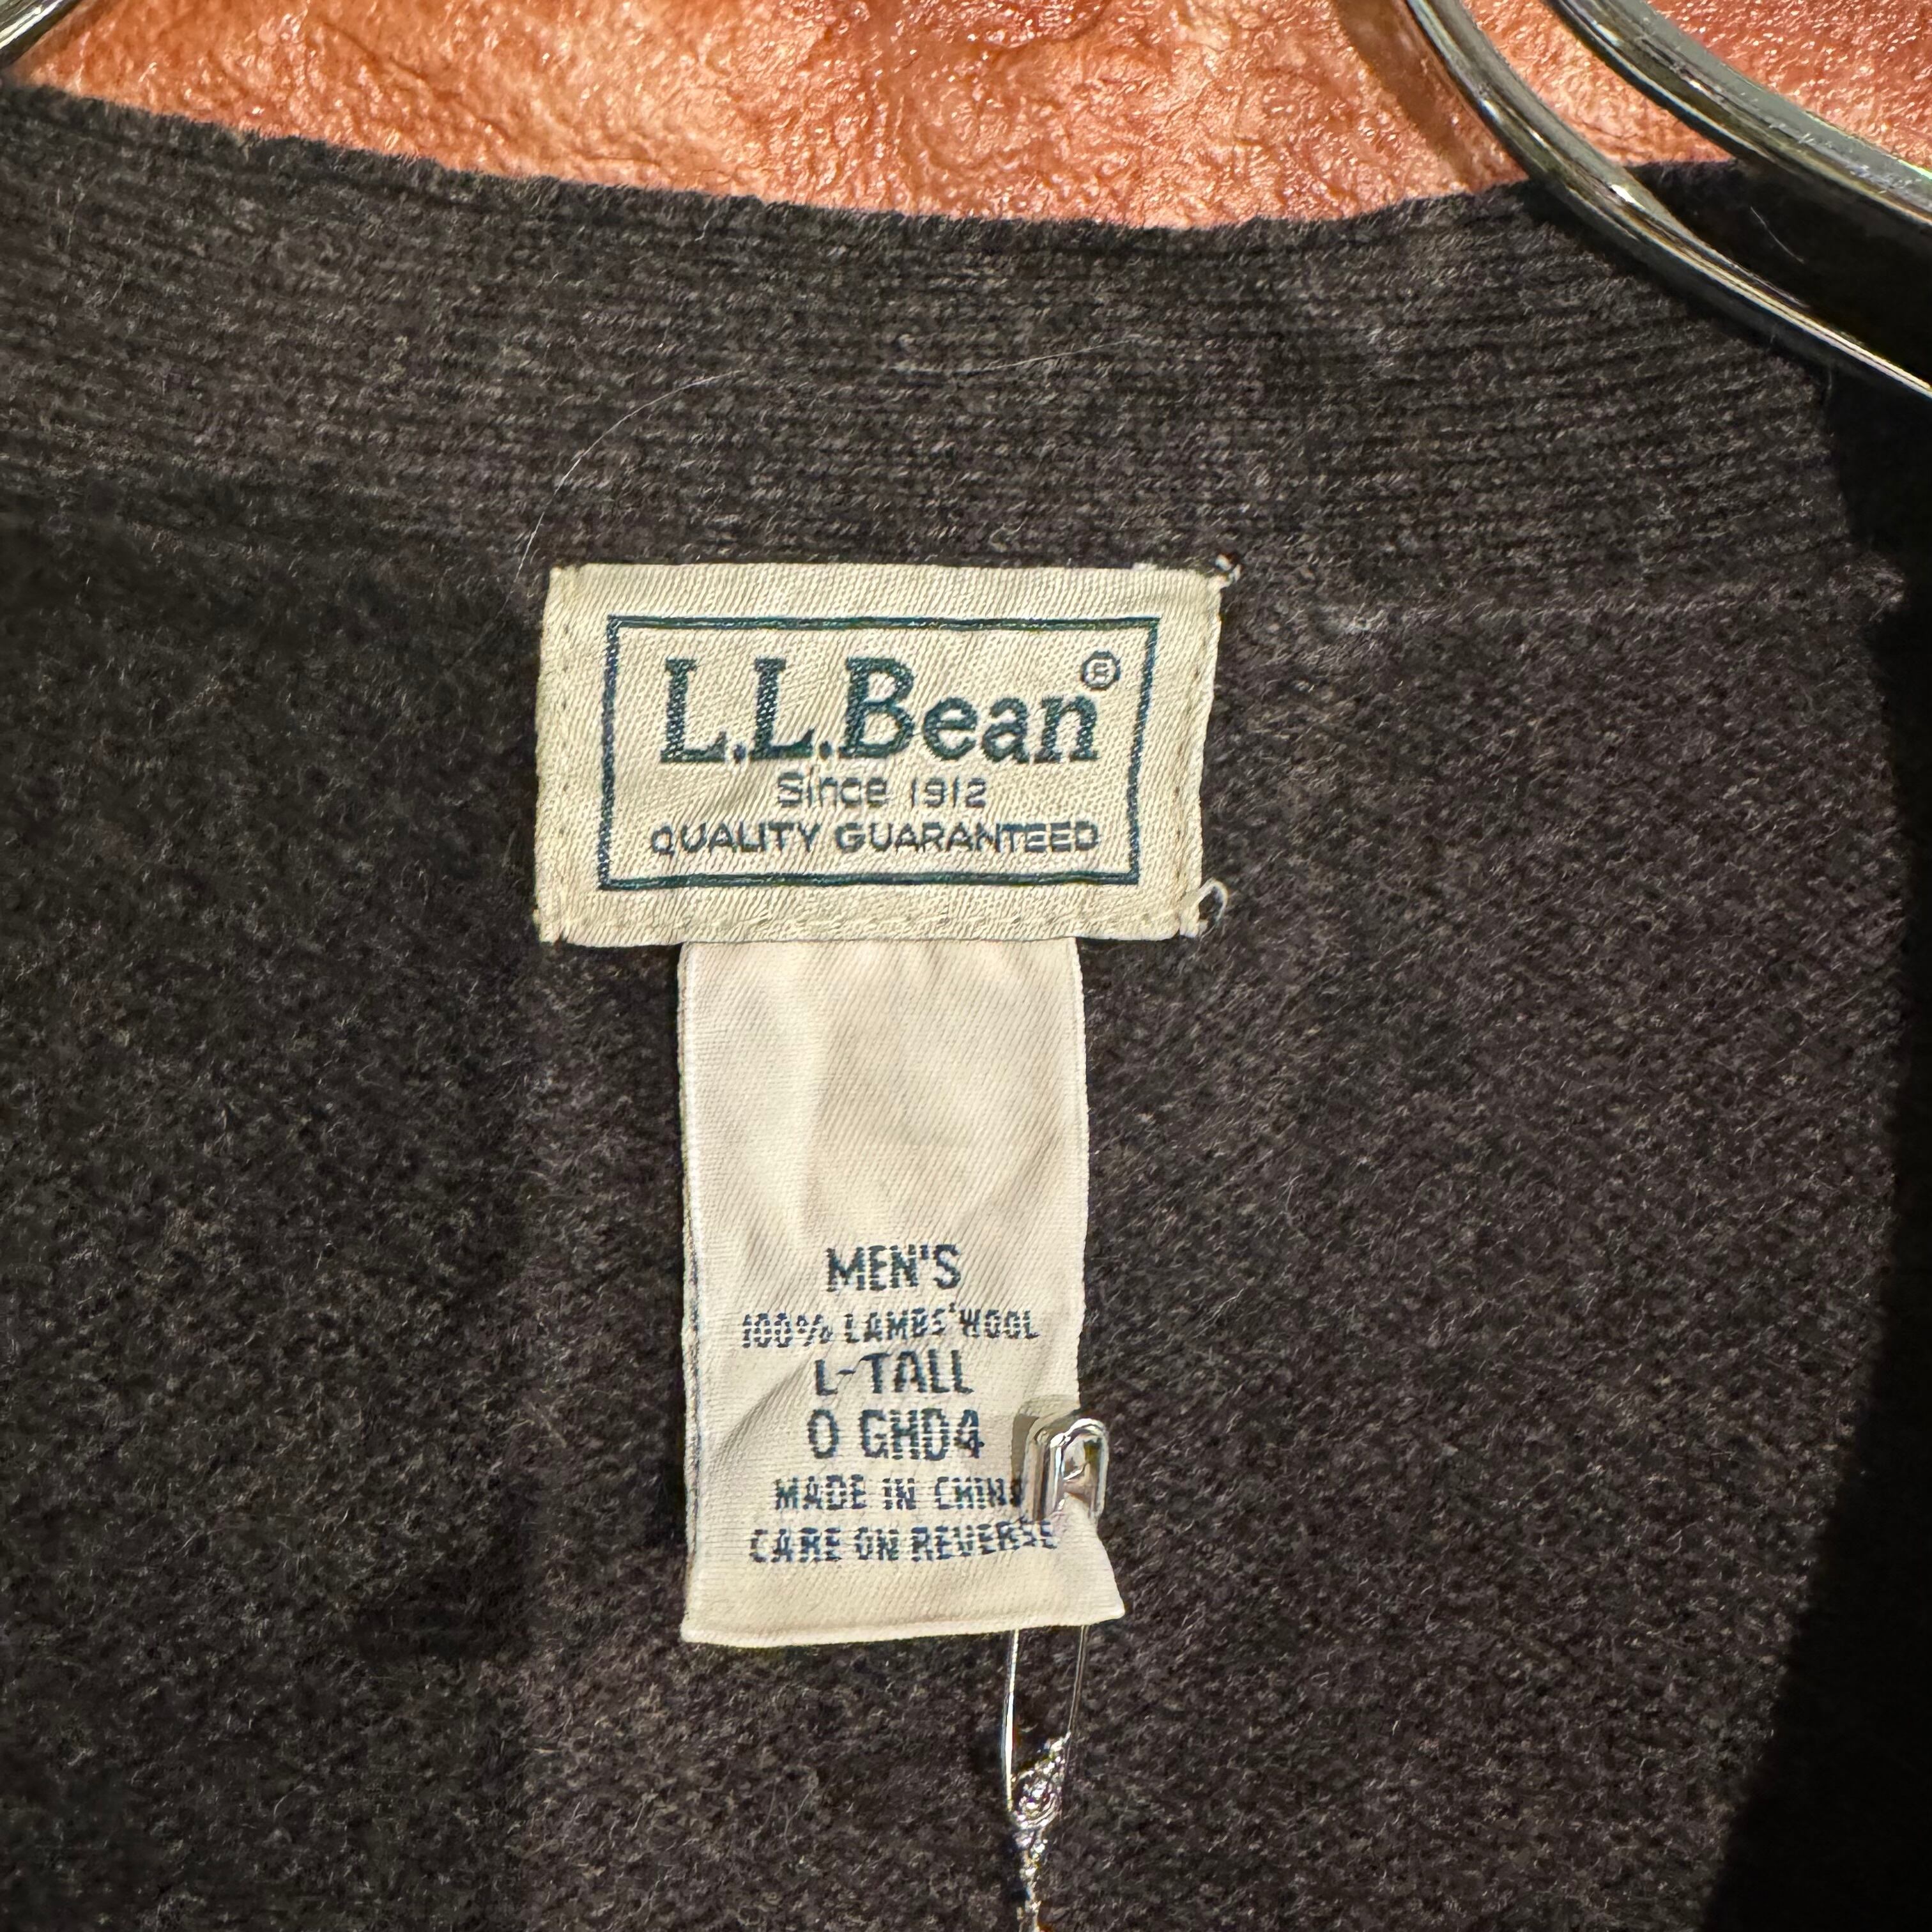 L.L.Bean®
Since 1912
QUALITY GUARANTEED
MEN'S
100% LAMBS'WOOL
L-TALL
0 GHD4
MADE IN CHINA
CARE ON REVERSE